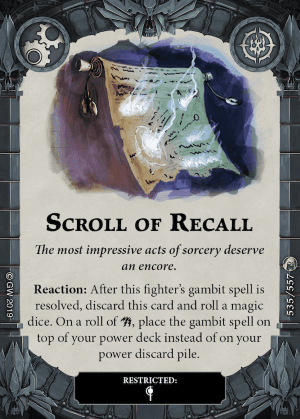 SCROLL OF RECALL
The most impressive acts of sorcery deserve
an encore.
Reaction: After this fighter's gambit spell is
resolved, discard this card and roll a magic
dice. On a roll of , place the gambit spell on
top of your power deck instead of on your
power discard pile.
RESTRICTED:
© GW 2019
535/557